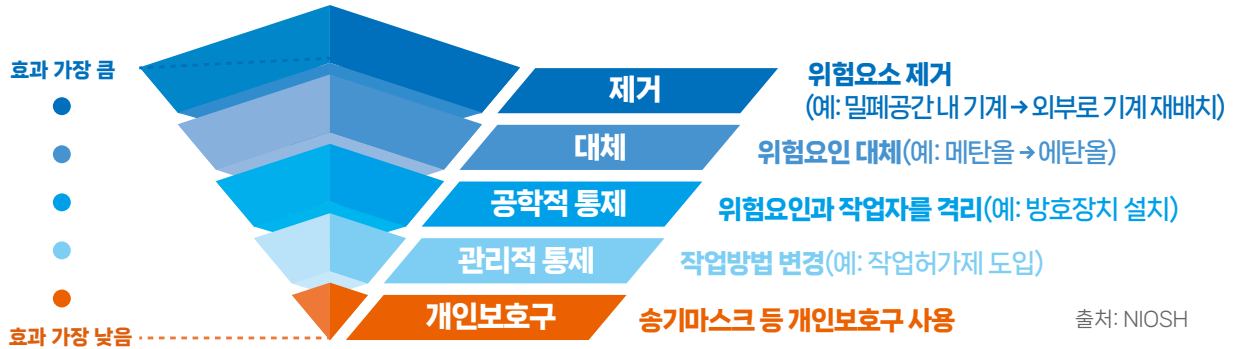 효과 가장 큼
제거
위험요소 제거
(예: 밀폐공간 내 기계 → 외부로 기계 재배치)
대체
위험요인 대체(예: 메탄올 → 에탄올)
공학적 통제
위험요인과 작업자를 격리(예: 방호장치 설치)
관리적 통제
작업방법 변경(예: 작업허가제 도입)
개인보호구
송기마스크 등 개인보호구 사용
출처: NIOSH
효과 가장 낮음